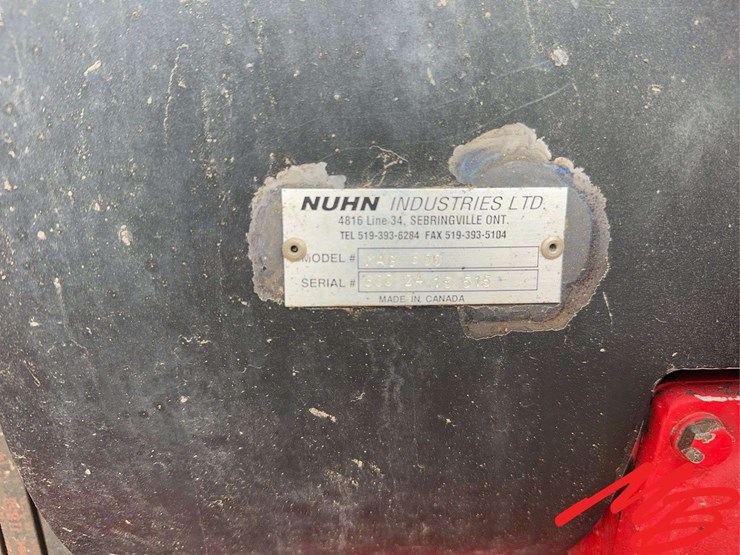 NUHN INDUSTRIES LTD.
4816 Line 34, SEBRINGVILLE ONT.
TEL 519-393-6284 FAX 519-393-5104
MODEL #
SERIAL #
MADE IN CANADA